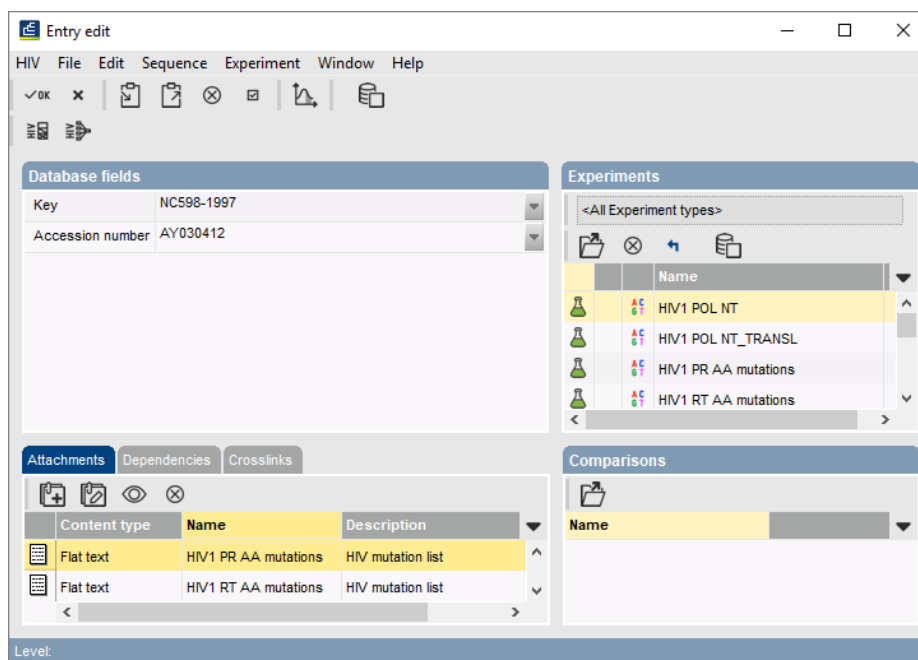 Entry edit
HIV File Edit Sequence Experiment Window Help
OK
Database fields
Key NC598-1997
Accession number AY030412
Experiments
<All Experiment types>
Name
HIV1 POL NT
HIV1 POL NT_TRANSL
HIV1 PR AA mutations
HIV1 RT AA mutations
Attachments Dependencies Crosslinks
Content type Name Description
Flat text HIV1 PR AA mutations HIV mutation list
Flat text HIV1 RT AA mutations HIV mutation list
Comparisons
Name
Level: